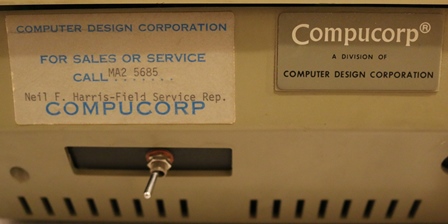 COMPUTER DESIGN CORPORATION
FOR SALES OR SERVICE
CALL MA2 5685
Neil F. Harris-Field Service Rep.
COMPUCORP
Compucorp®
A DIVISION OF
COMPUTER DESIGN CORPORATION